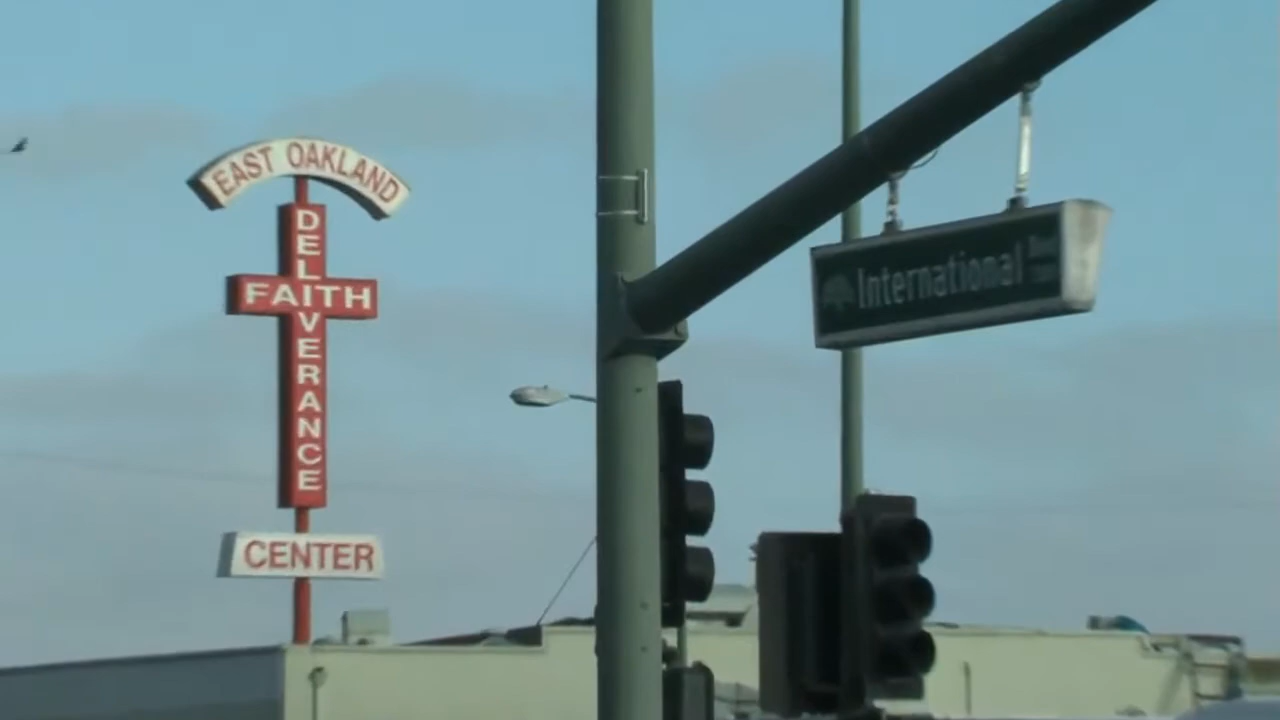 EAST OAKLAND
DELIVERANCE
FAITH
CENTER
International